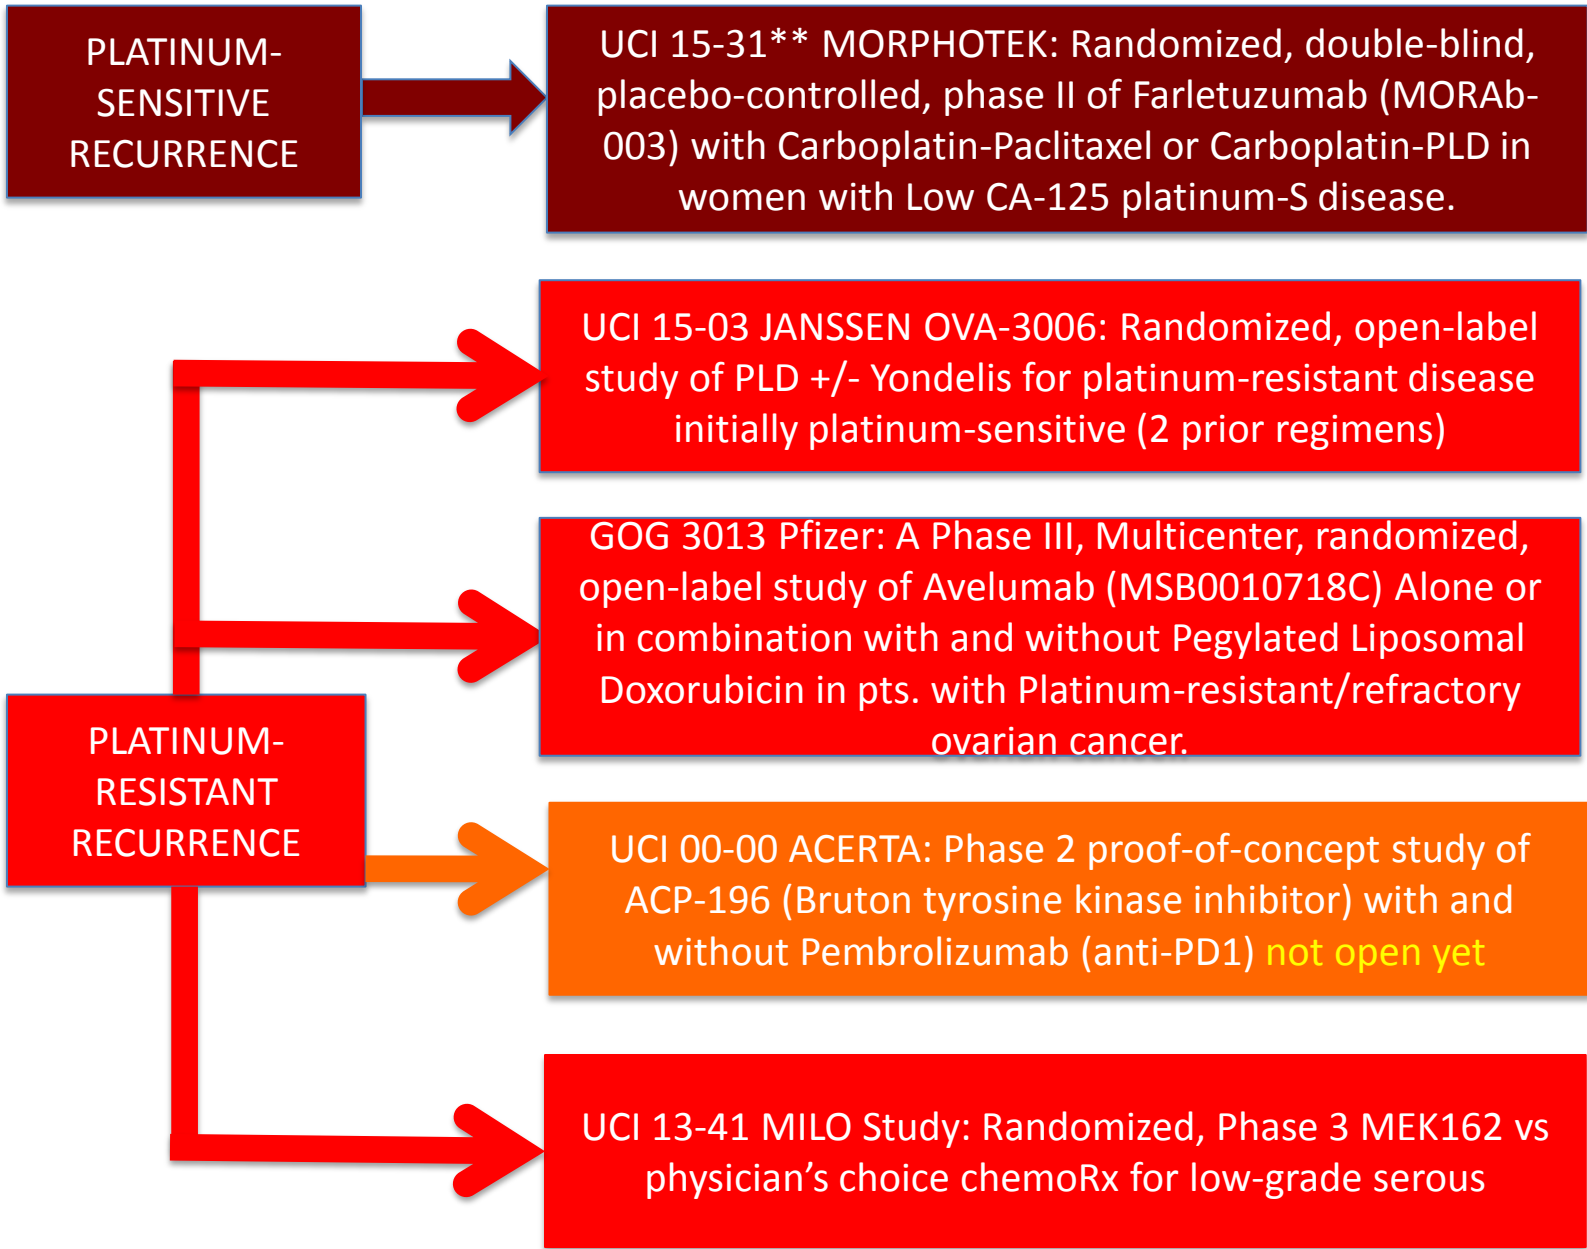 PLATINUM-
SENSITIVE
RECURRENCE
UCI 15-31** MORPHOTEK: Randomized, double-blind,
placebo-controlled, phase II of Farletuzumab (MORAb-
003) with Carboplatin-Paclitaxel or Carboplatin-PLD in
women with Low CA-125 platinum-S disease.
UCI 15-03 JANSSEN OVA-3006: Randomized, open-label
study of PLD +/- Yondelis for platinum-resistant disease
initially platinum-sensitive (2 prior regimens)
GOG 3013 Pfizer: A Phase III, Multicenter, randomized,
open-label study of Avelumab (MSB0010718C) Alone or
in combination with and without Pegylated Liposomal
Doxorubicin in pts. with Platinum-resistant/refractory
ovarian cancer.
PLATINUM-
RESISTANT
RECURRENCE
UCI 00-00 ACERTA: Phase 2 proof-of-concept study of
ACP-196 (Bruton tyrosine kinase inhibitor) with and
without Pembrolizumab (anti-PD1) not open yet
UCI 13-41 MILO Study: Randomized, Phase 3 MEK162 vs
physician’s choice chemoRx for low-grade serous